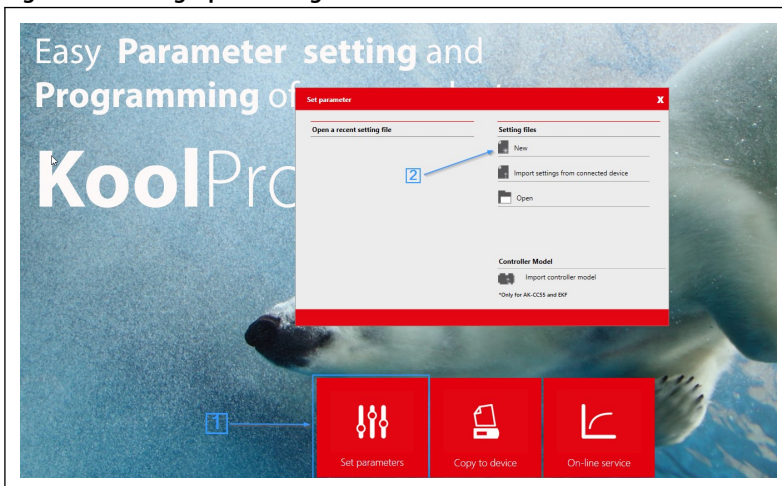 Easy Parameter setting and
Programming of
KoolPro
Set parameter
X
Open a recent setting file
Setting files
New
2
Import settings from connected device
Open
Controller Model
Import controller model
*Only for AK-CC55 and EKF
1
Set parameters
Copy to device
On-line service